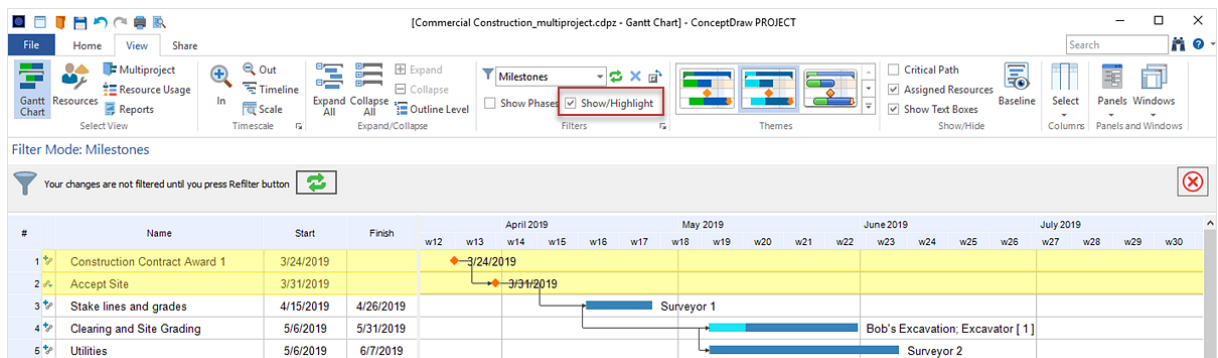 [Commercial Construction_multiproject.cdpz - Gantt Chart] - ConceptDraw PROJECT
File Home View Share Search
Gantt Chart
Resources
Multiproject
Resource Usage
Reports
Select View
In
Out
Timeline
Scale
Timescale
Expand All
Collapse All
Expand
Collapse
Outline Level
Expand/Collapse
Milestones
Show Phases
Show/Highlight
Filters
Themes
Critical Path
Assigned Resources
Show Text Boxes
Baseline
Show/Hide
Select
Columns
Panels Windows
Panels and Windows
Filter Mode: Milestones
Your changes are not filtered until you press Refilter button
# Name Start Finish
April 2019 May 2019 June 2019 July 2019
w12 w13 w14 w15 w16 w17 w18 w19 w20 w21 w22 w23 w24 w25 w26 w27 w28 w29 w30
1 Construction Contract Award 1 3/24/2019 3/24/2019
2 Accept Site 3/31/2019 3/31/2019
3 Stake lines and grades 4/15/2019 4/26/2019 Surveyor 1
4 Clearing and Site Grading 5/6/2019 5/31/2019 Bob's Excavation; Excavator [ 1 ]
5 Utilities 5/6/2019 6/7/2019 Surveyor 2